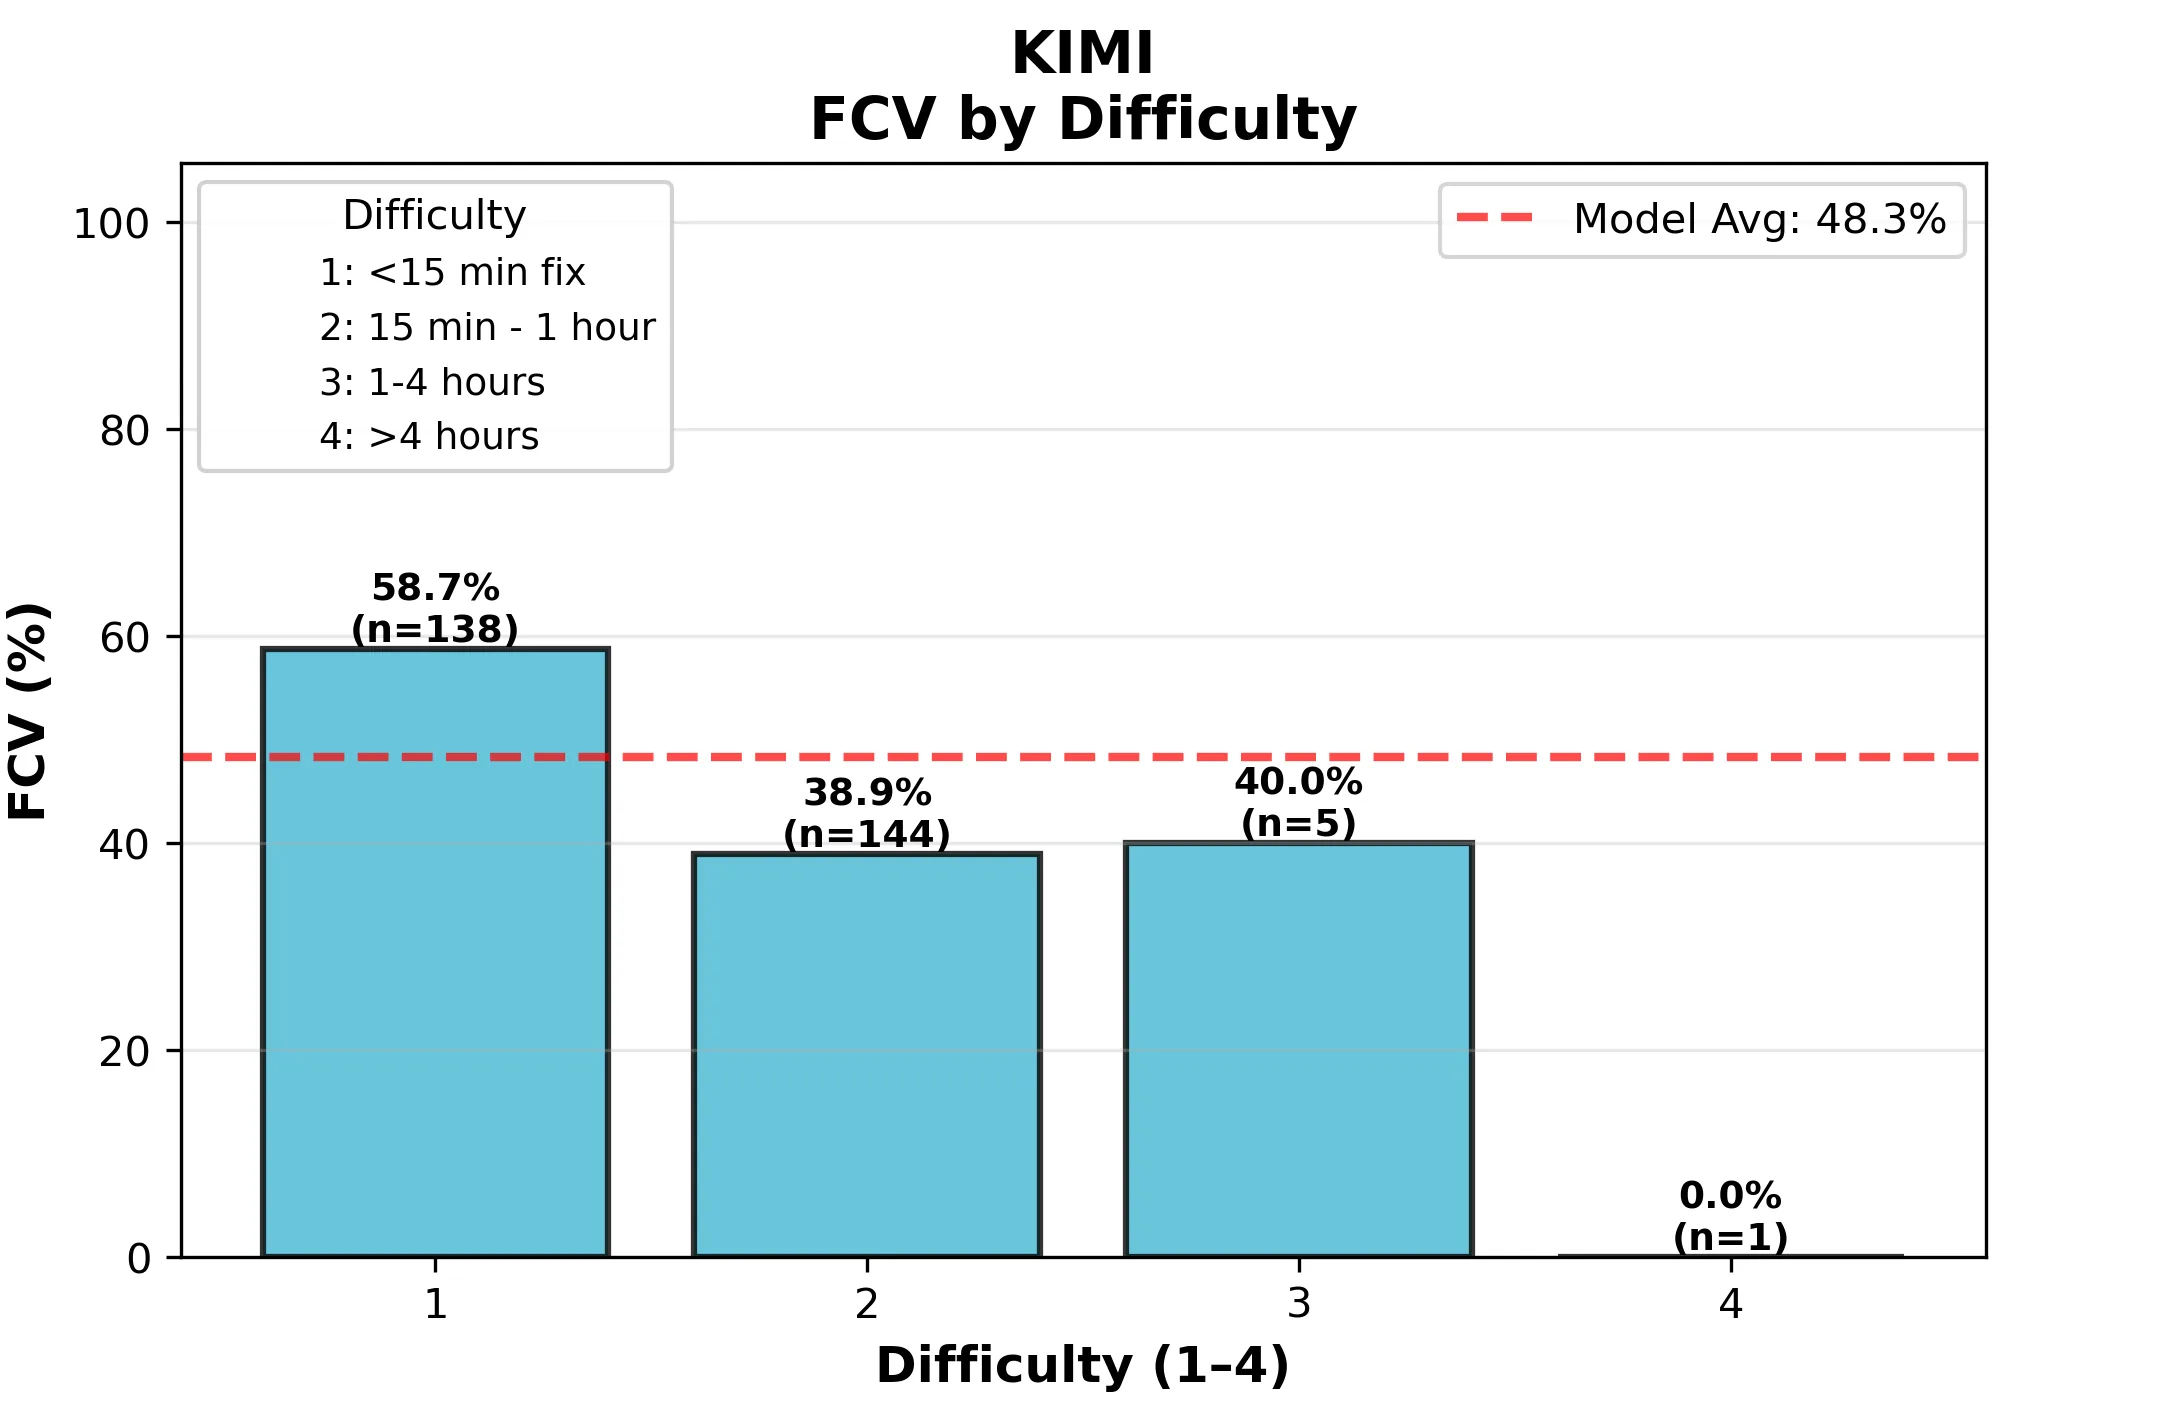 KIMI
FCV by Difficulty
Difficulty
1: <15 min fix
2: 15 min - 1 hour
3: 1-4 hours
4: >4 hours
Model Avg: 48.3%
FCV (%)
100
80
60
40
20
0
58.7%
(n=138)
38.9%
(n=144)
40.0%
(n=5)
0.0%
(n=1)
1
2
3
4
Difficulty (1–4)